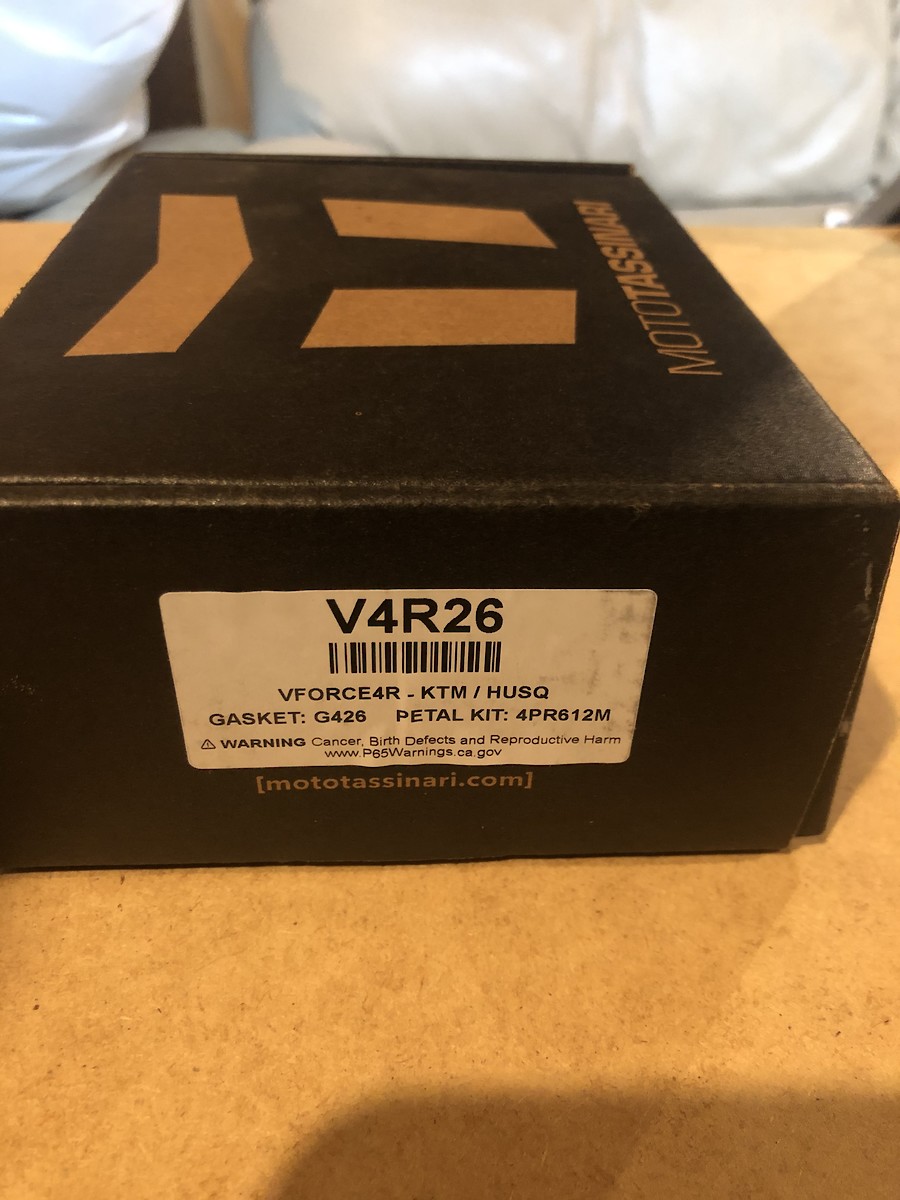 MOTOTASSINARI
V4R26
VFORCE4R - KTM / HUSQ
GASKET: G426 PETAL KIT: 4PR612M
⚠ WARNING Cancer, Birth Defects and Reproductive Harm
www.P65Warnings.ca.gov
[mototassinari.com]